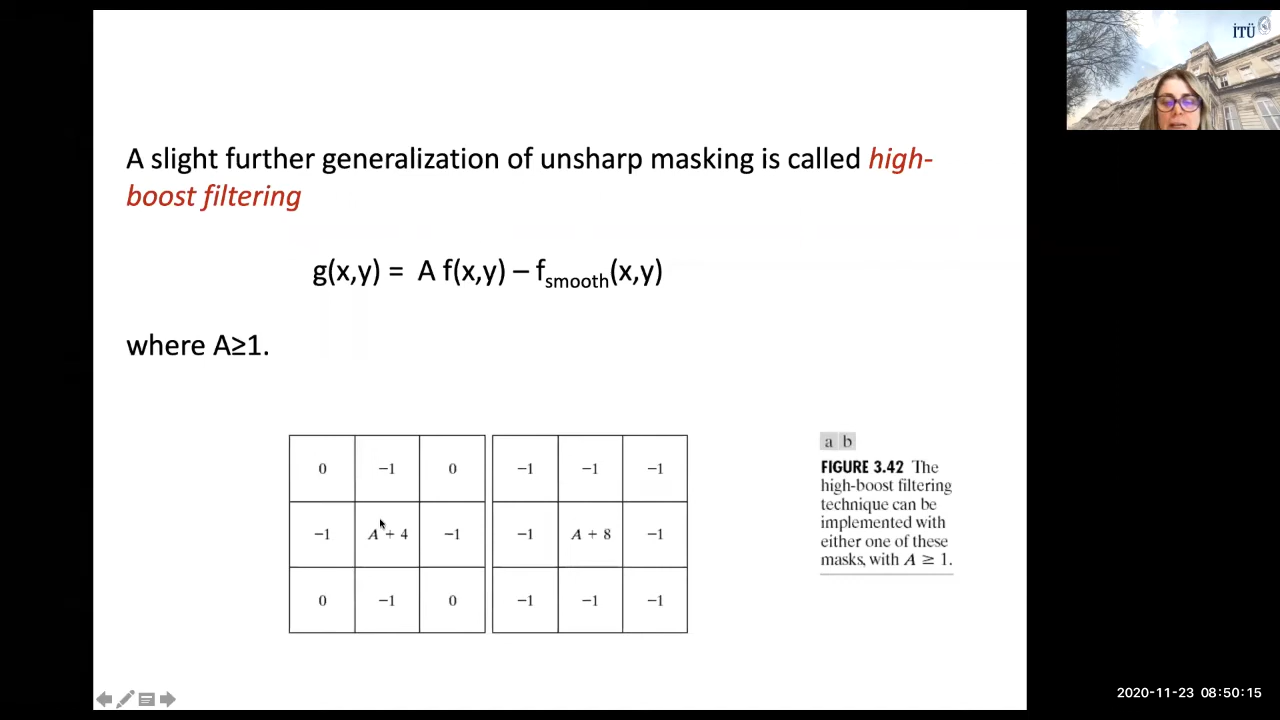 İTÜ
A slight further generalization of unsharp masking is called high-
boost filtering
g(x,y) = A f(x,y) – fsmooth(x,y)
where A≥1.
0 −1 0 −1 −1 −1
−1 A + 4 −1 −1 A + 8 −1
0 −1 0 −1 −1 −1
a b
FIGURE 3.42 The
high-boost filtering
technique can be
implemented with
either one of these
masks, with A ≥ 1.
2020-11-23 08:50:15